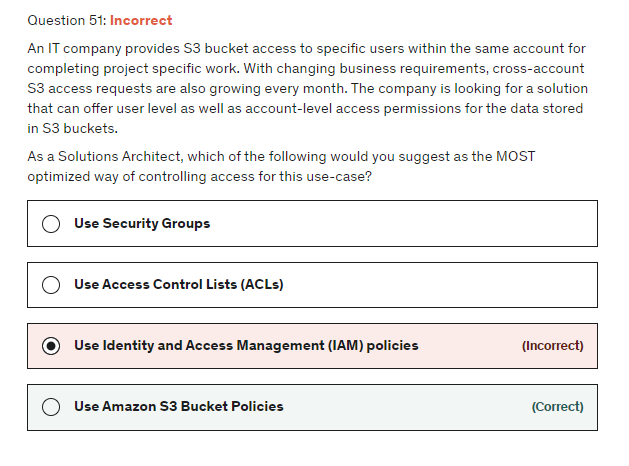 Question 51: Incorrect
An IT company provides S3 bucket access to specific users within the same account for
completing project specific work. With changing business requirements, cross-account
S3 access requests are also growing every month. The company is looking for a solution
that can offer user level as well as account-level access permissions for the data stored
in S3 buckets.
As a Solutions Architect, which of the following would you suggest as the MOST
optimized way of controlling access for this use-case?
Use Security Groups
Use Access Control Lists (ACLs)
Use Identity and Access Management (IAM) policies (Incorrect)
Use Amazon S3 Bucket Policies (Correct)